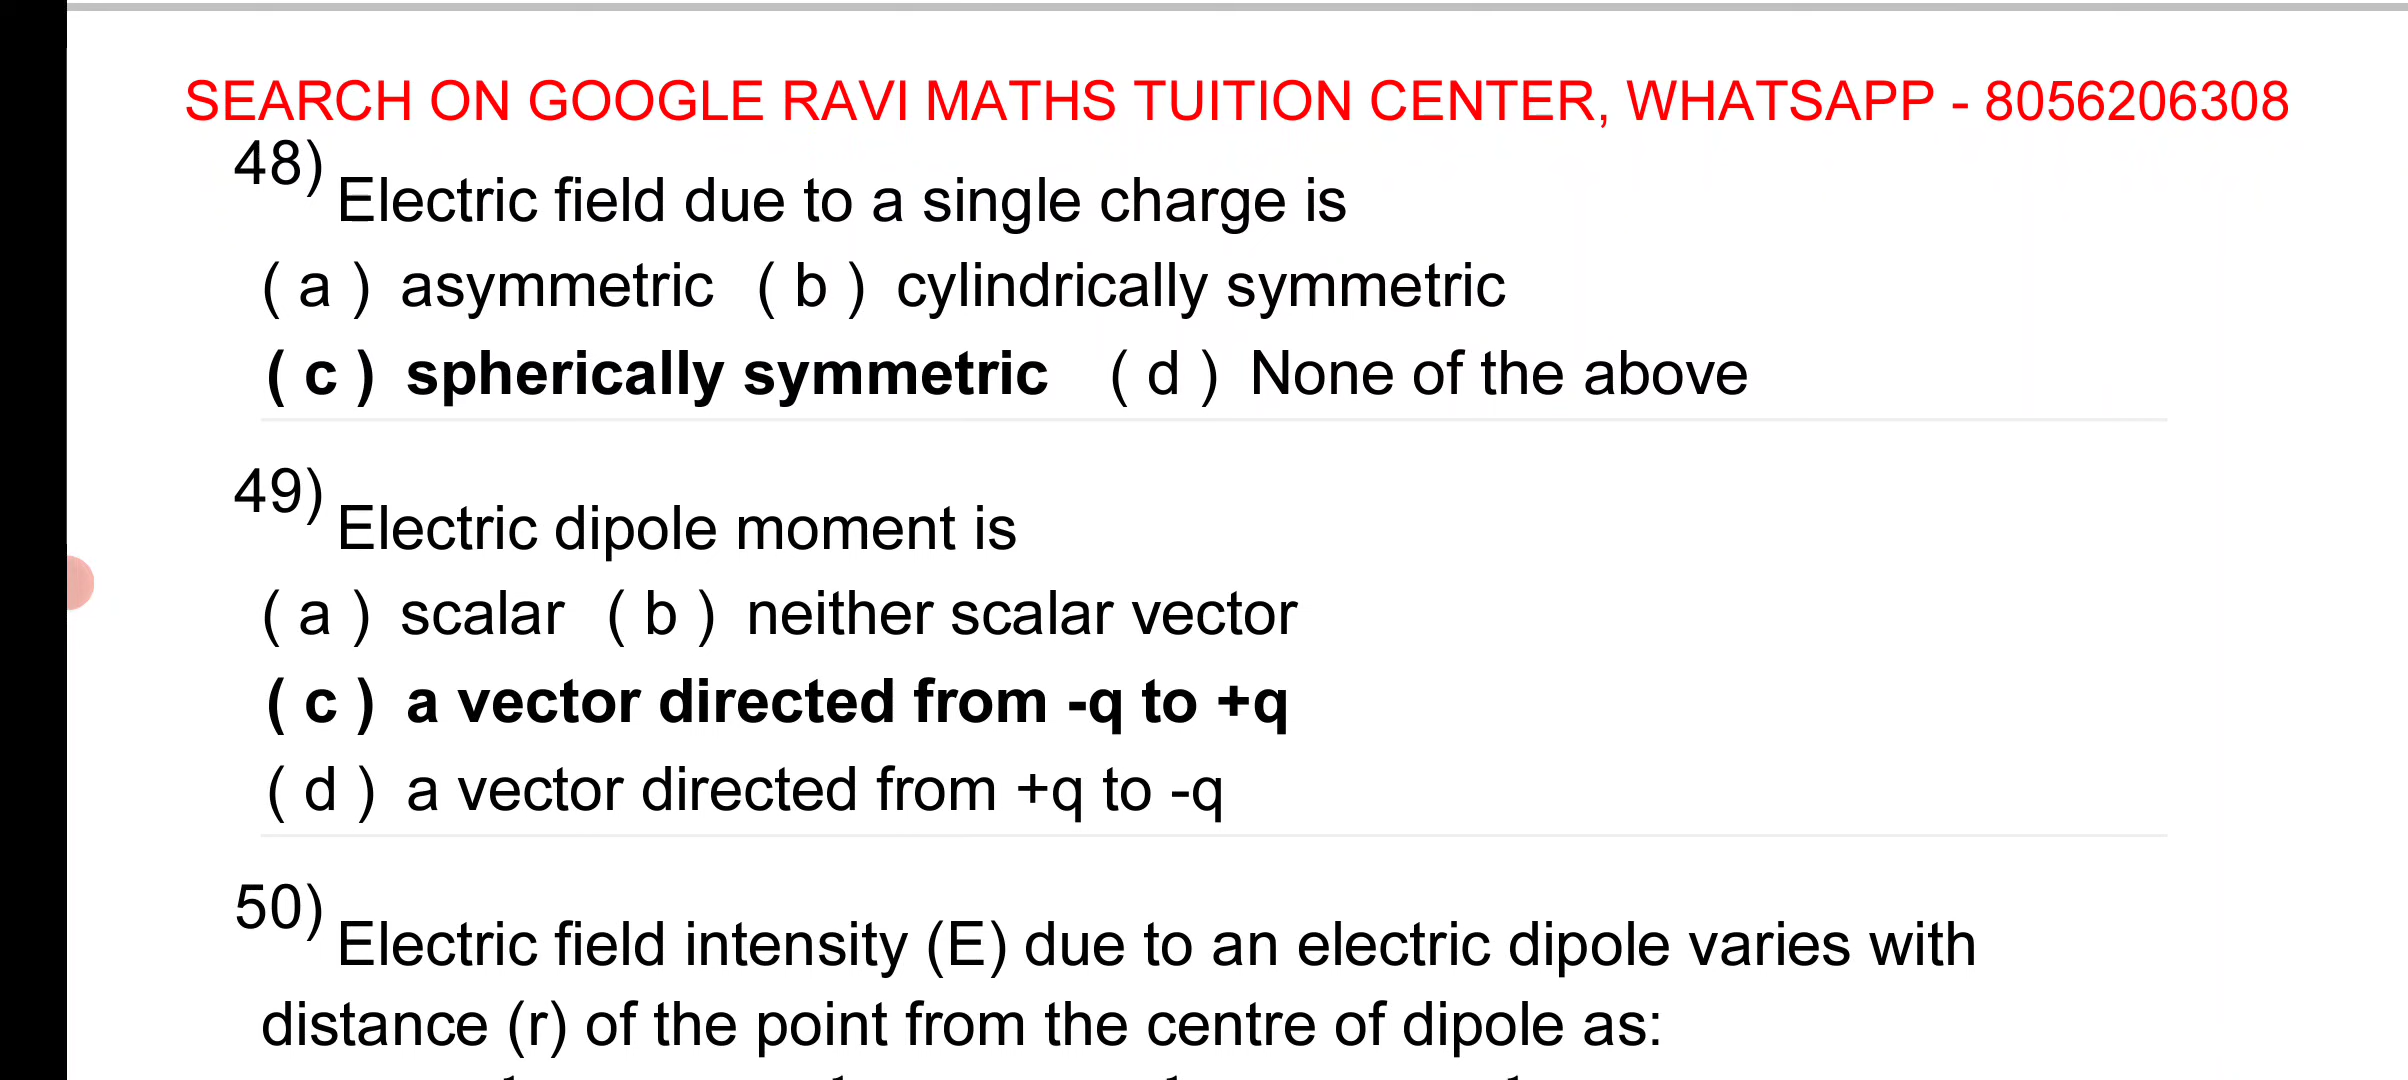 SEARCH ON GOOGLE RAVI MATHS TUITION CENTER, WHATSAPP - 8056206308
48) Electric field due to a single charge is
( a ) asymmetric ( b ) cylindrically symmetric
( c ) spherically symmetric ( d ) None of the above
49) Electric dipole moment is
( a ) scalar ( b ) neither scalar vector
( c ) a vector directed from -q to +q
( d ) a vector directed from +q to -q
50) Electric field intensity (E) due to an electric dipole varies with
distance (r) of the point from the centre of dipole as: